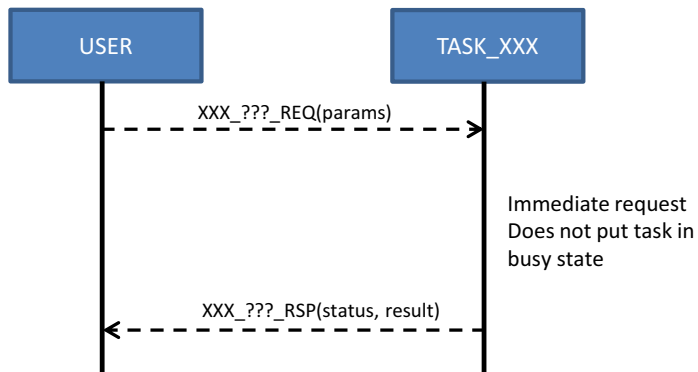 USER
TASK_XXX
XXX_???_REQ(params)
Immediate request
Does not put task in
busy state
XXX_???_RSP(status, result)